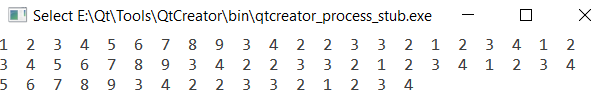 Select E:\Qt\Tools\QtCreator\bin\qtcreator_process_stub.exe
1 2 3 4 5 6 7 8 9 3 4 2 2 3 3 2 1 2 3 4 1 2
3 4 5 6 7 8 9 3 4 2 2 3 3 2 1 2 3 4 1 2 3 4
5 6 7 8 9 3 4 2 2 3 3 2 1 2 3 4